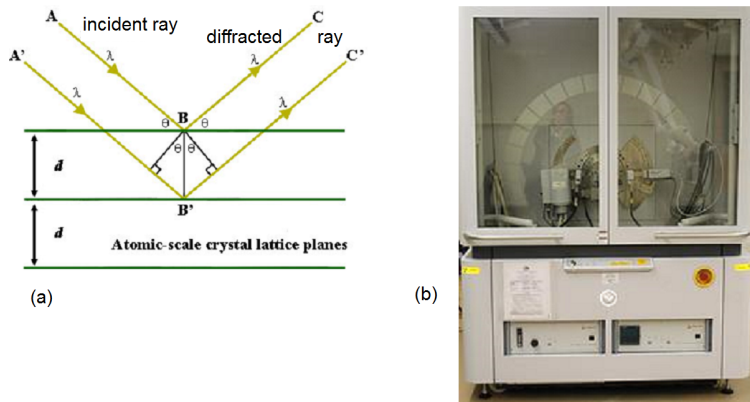 A
incident ray
diffracted
C
ray
A'
C'
λ
λ
λ
λ
B
θ
θ
θ
θ
d
B'
d
Atomic-scale crystal lattice planes
(a)
(b)